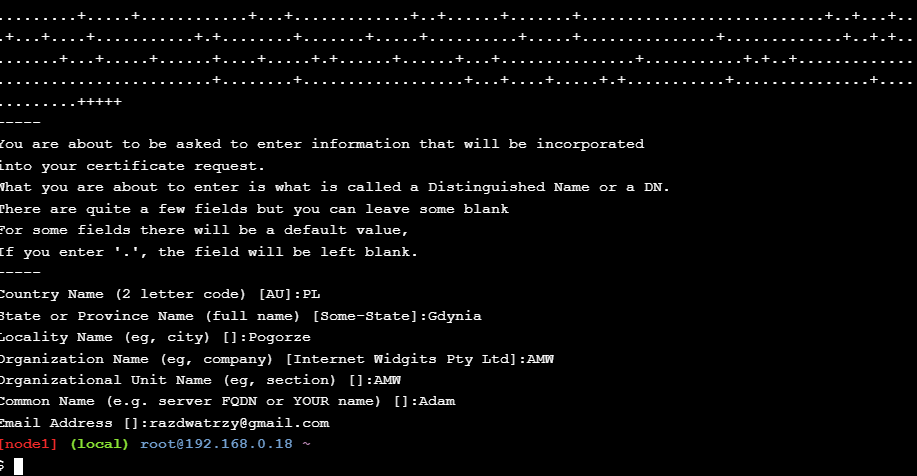 .........+.....+............+...+.............+..+......+.......+...........................+..+...+..
.+...+....+...........+.+........+.......+.....+..........+.....+...............+.............+..+.+..
.......+...+.....+......+....+....+.+......+......+...+...............+...........+.+..+.............
........................+........+..................+...+....+.....+.+...........+...............+....
.........+++++
-----
You are about to be asked to enter information that will be incorporated
into your certificate request.
What you are about to enter is what is called a Distinguished Name or a DN.
There are quite a few fields but you can leave some blank
For some fields there will be a default value,
If you enter '.', the field will be left blank.
-----
Country Name (2 letter code) [AU]:PL
State or Province Name (full name) [Some-State]:Gdynia
Locality Name (eg, city) []:Pogorze
Organization Name (eg, company) [Internet Widgits Pty Ltd]:AMW
Organizational Unit Name (eg, section) []:AMW
Common Name (e.g. server FQDN or YOUR name) []:Adam
Email Address []:razdwatrzy@gmail.com
[node1] (local) root@192.168.0.18 ~
$